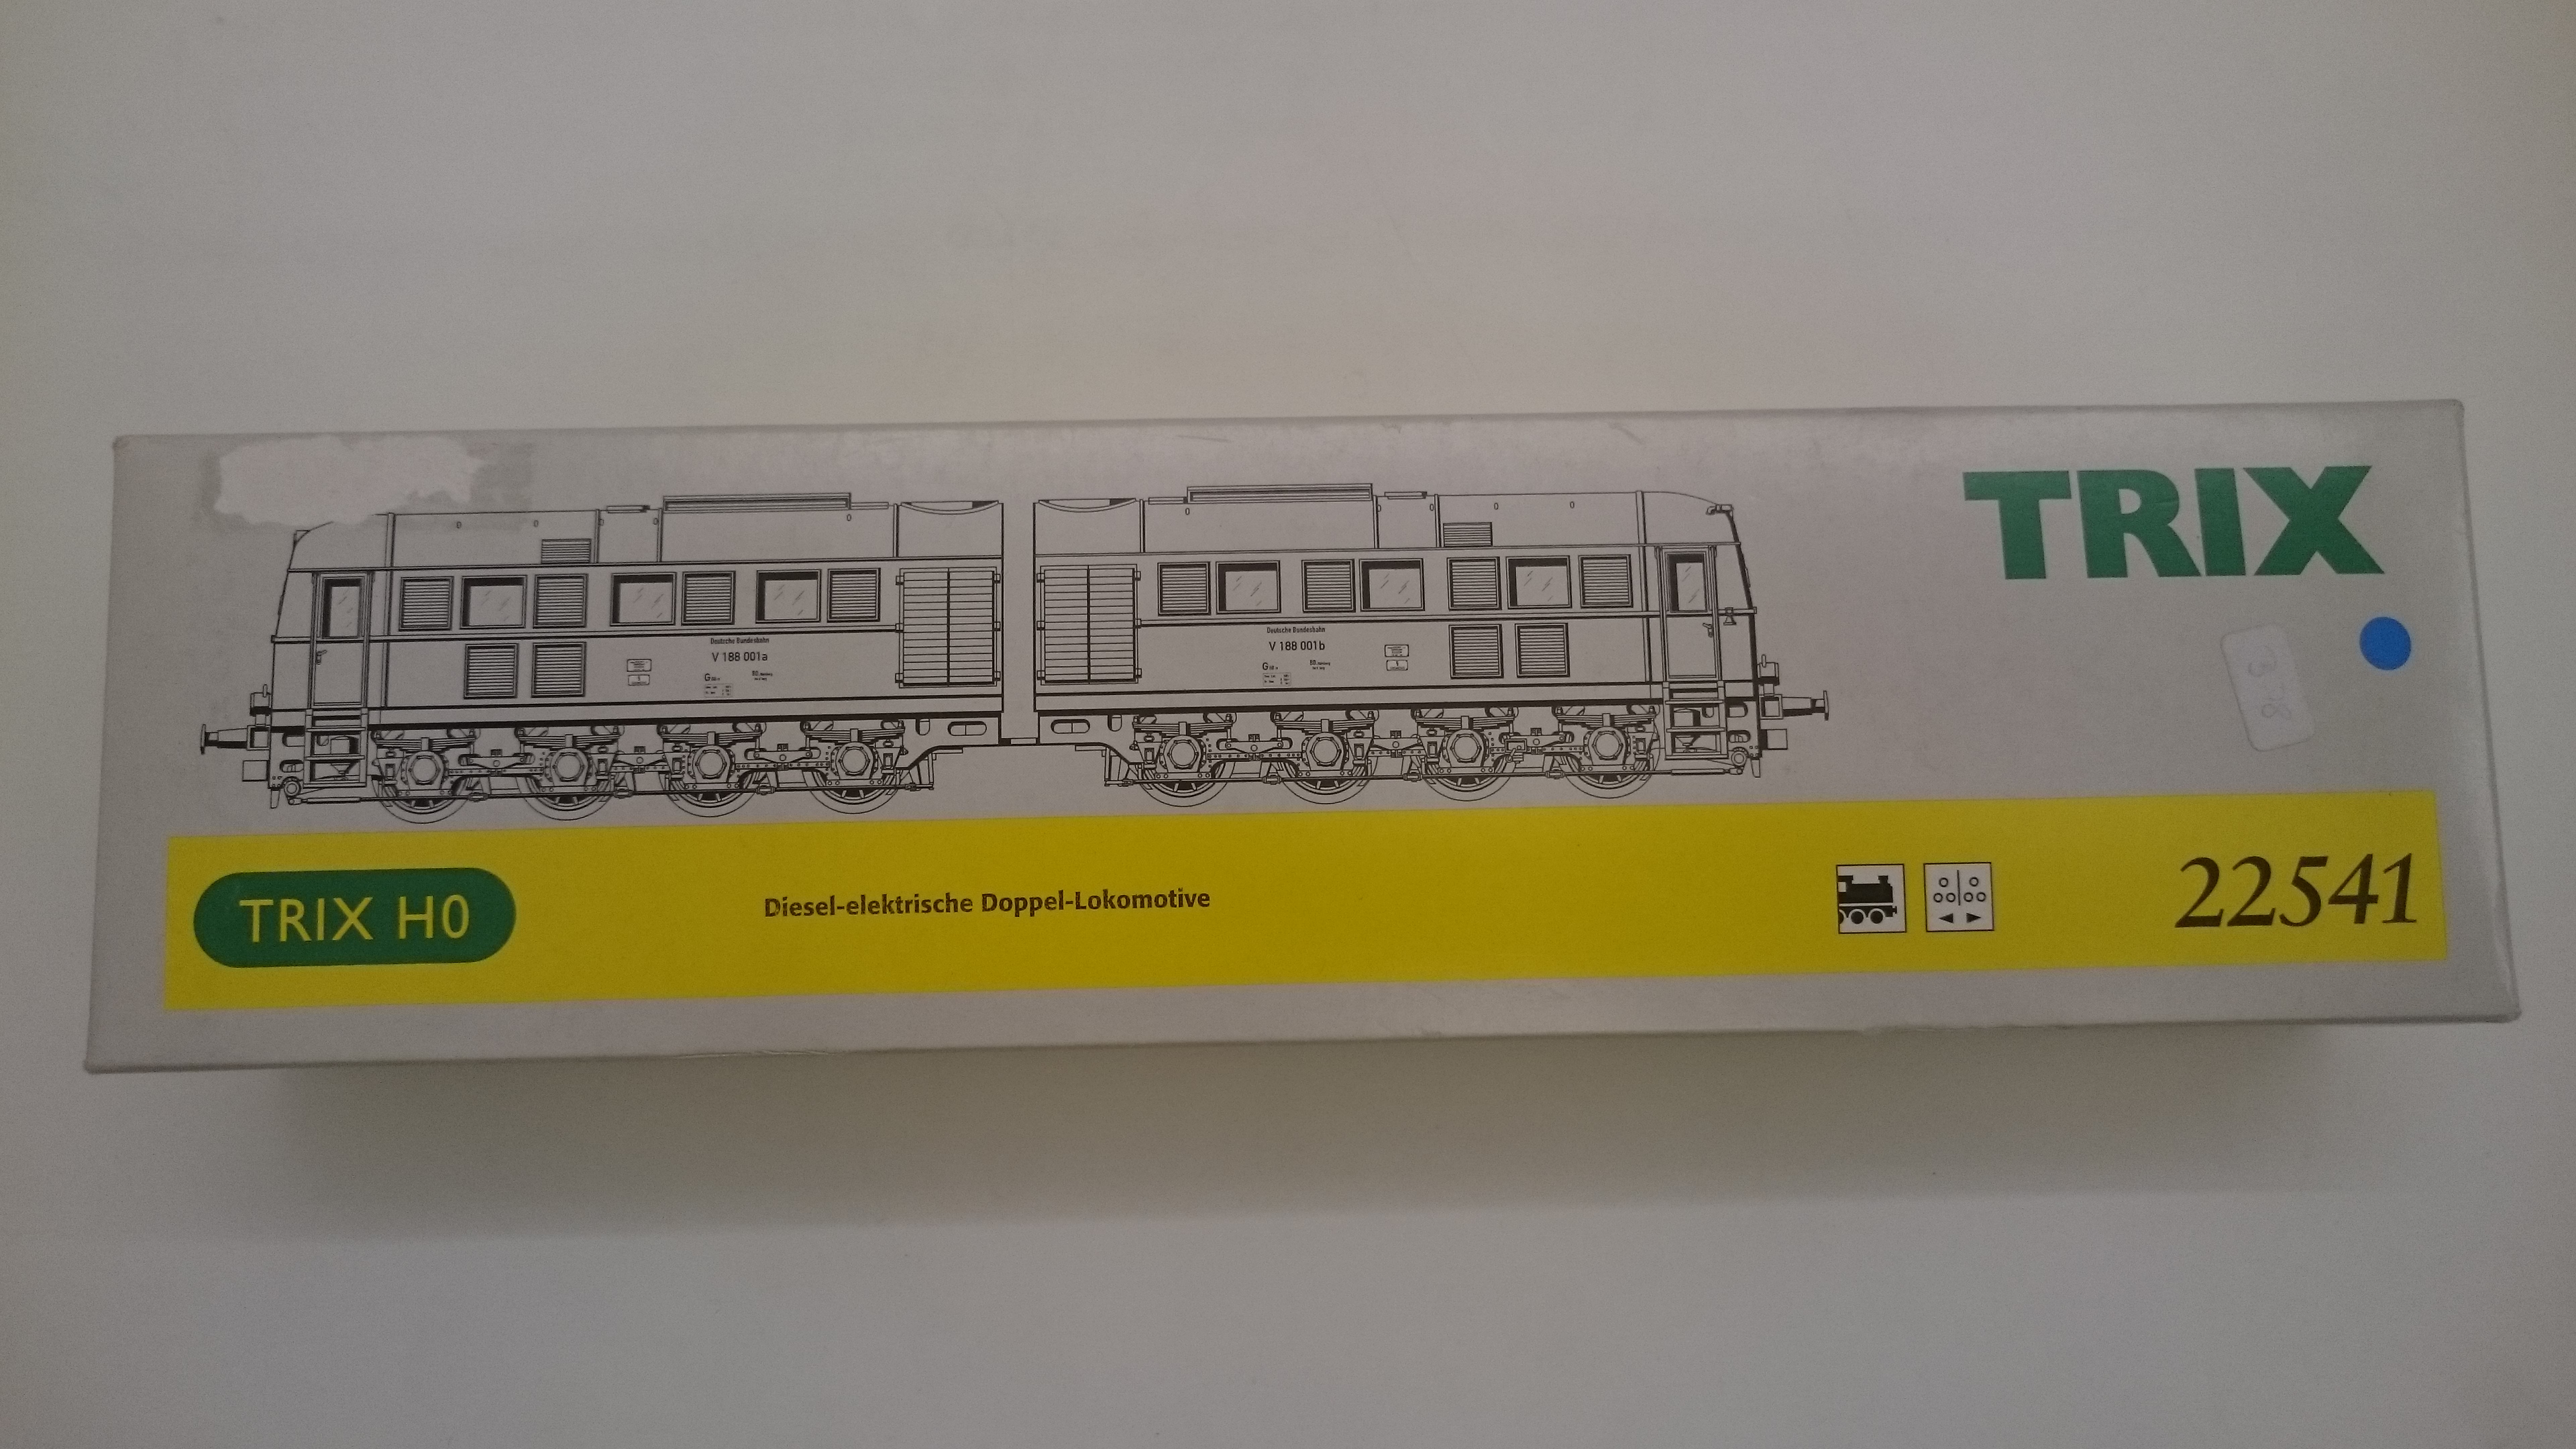 TRIX
Deutsche Bundesbahn
V 188 001a
Deutsche Bundesbahn
V 188 001b
TRIX H0
Diesel-elektrische Doppel-Lokomotive
22541